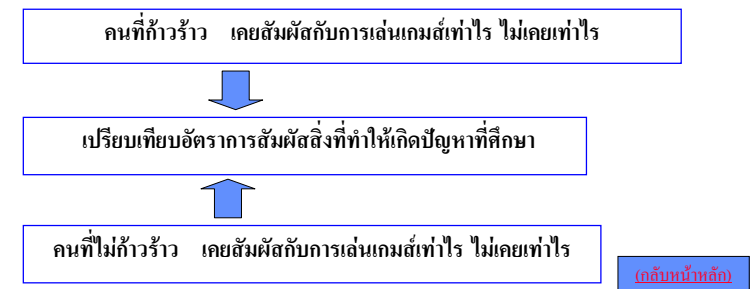 คนที่ก้าวร้าว เคยสัมผัสกับการเล่นเกมส์เท่าไร ไม่เคยเท่าไร
เปรียบเทียบอัตราการสัมผัสสิ่งที่ทำให้เกิดปัญหาที่ศึกษา
คนที่ไม่ก้าวร้าว เคยสัมผัสกับการเล่นเกมส์เท่าไร ไม่เคยเท่าไร
(กลับหน้าหลัก)